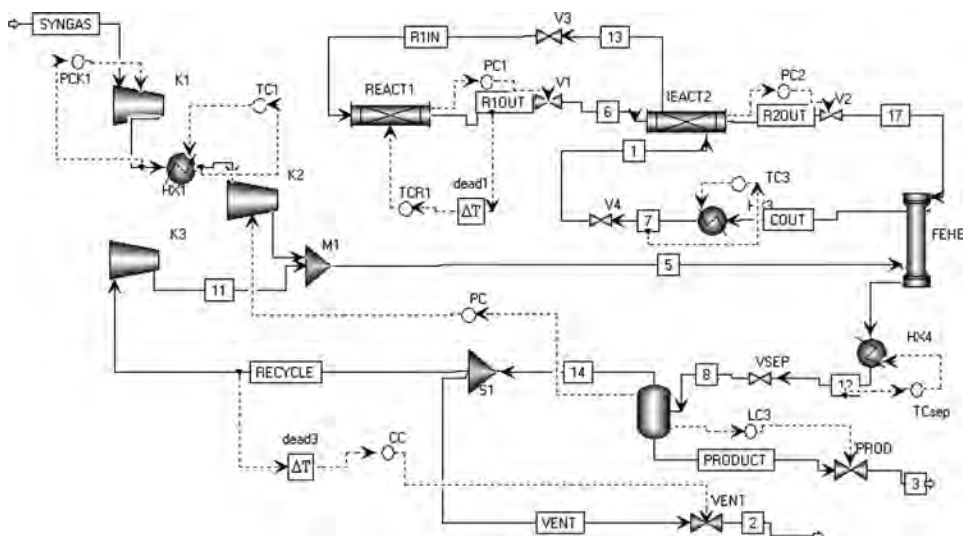 SYNGAS
PCK1
K1
TC1
HX1
K2
K3
M1
11
R1IN
V3
13
REACT1
PC1
R1OUT
V1
6
REACT2
PC2
R2OUT
V2
17
TCR1
dead1
ΔT
1
V4
7
TC3
COUT
FEHE
5
PC
HX4
RECYCLE
S1
14
VSEP
8
12
TCsep
LC3
PROD
PRODUCT
3
dead3
ΔT
CC
VENT
VENT
2